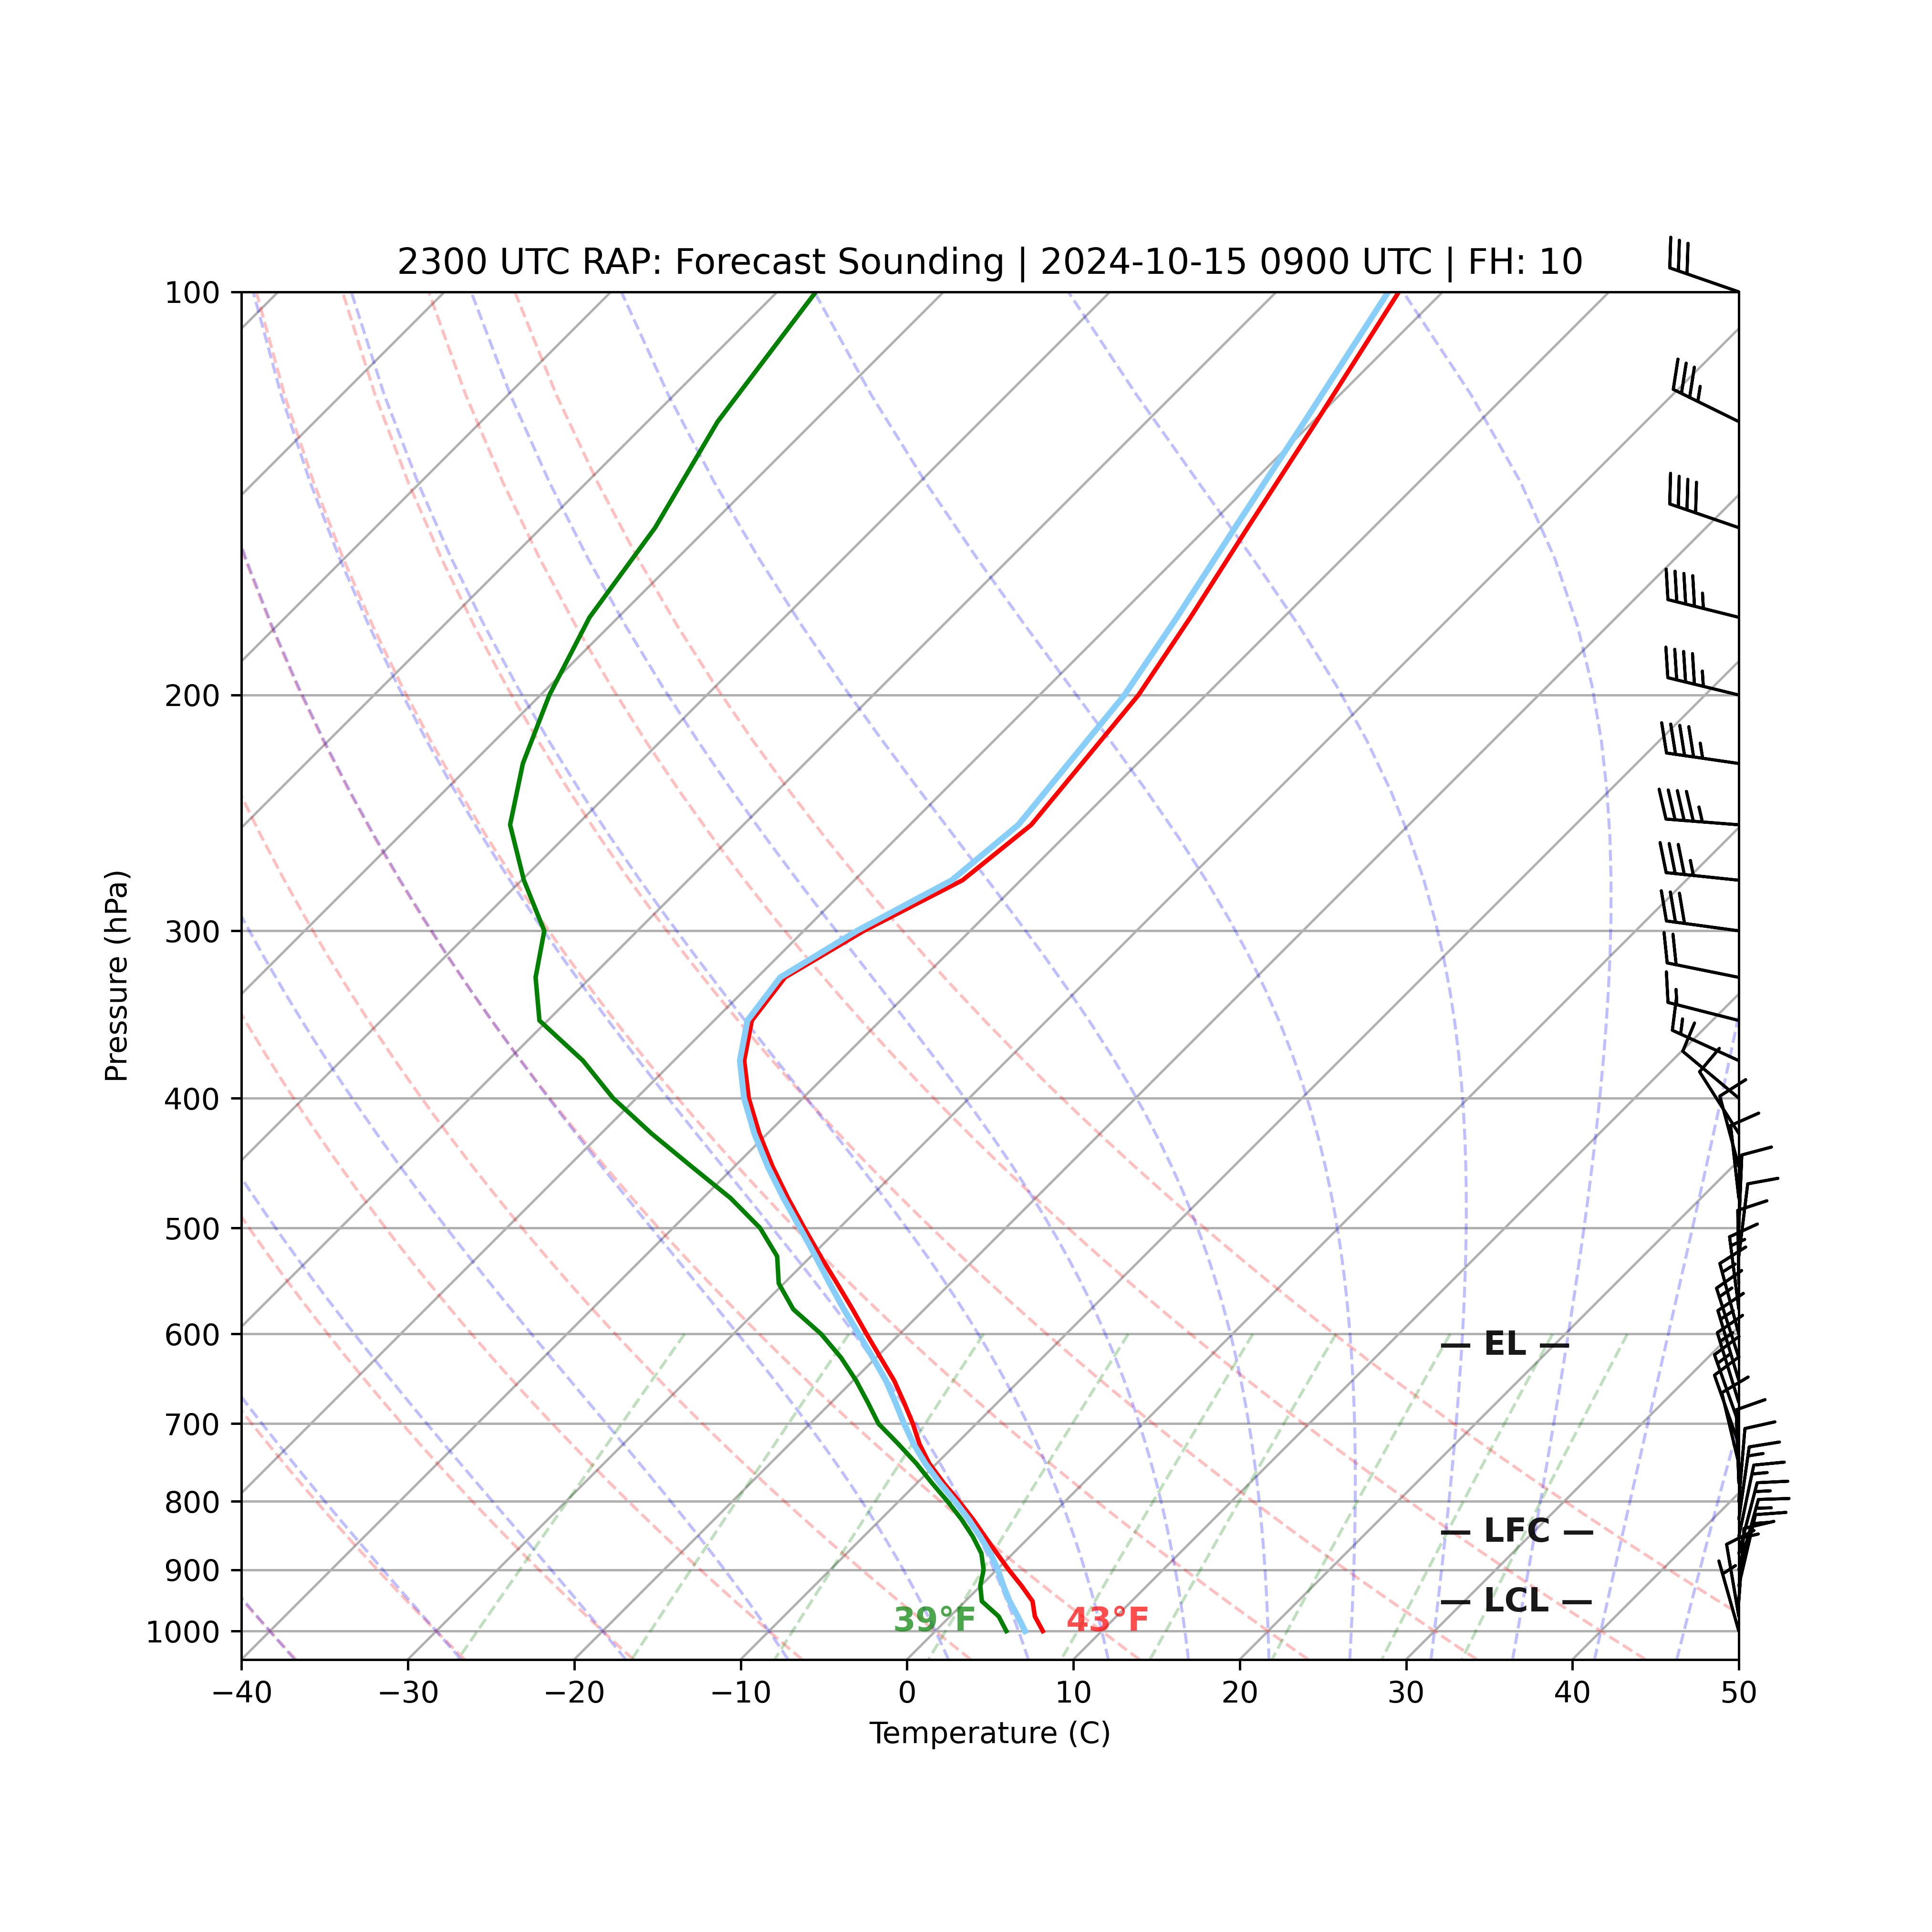 2300 UTC RAP: Forecast Sounding | 2024-10-15 0900 UTC | FH: 10
100
200
300
400
500
600
700
800
900
1000
Pressure (hPa)
— EL —
— LFC —
— LCL —
39°F
43°F
−40 −30 −20 −10 0 10 20 30 40 50
Temperature (C)